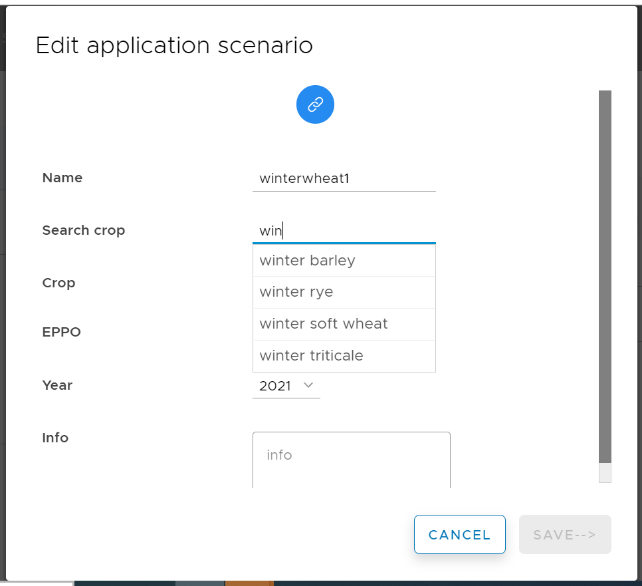 Edit application scenario
Name
winterwheat1
Search crop
win
winter barley
Crop
winter rye
winter soft wheat
EPPO
winter triticale
Year
2021
Info
info
CANCEL
SAVE-->